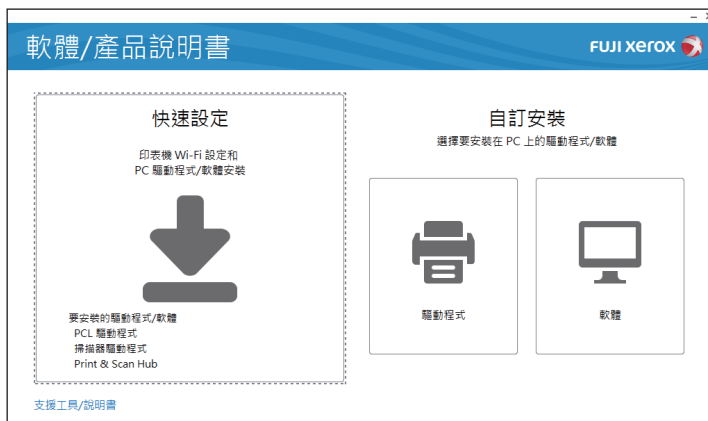 軟體/產品說明書
FUJI xerox
快速設定
印表機 Wi-Fi 設定和
PC 驅動程式/軟體安裝
要安裝的驅動程式/軟體
PCL 驅動程式
掃描器驅動程式
Print & Scan Hub
自訂安裝
選擇要安裝在 PC 上的驅動程式/軟體
驅動程式
軟體
支援工具/說明書